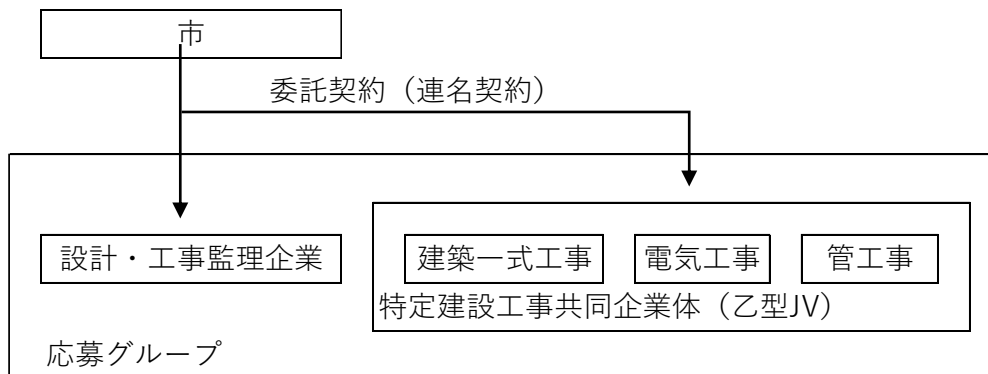 市
委託契約（連名契約）
設計・工事監理企業
建築一式工事
電気工事
管工事
特定建設工事共同企業体（乙型JV）
応募グループ